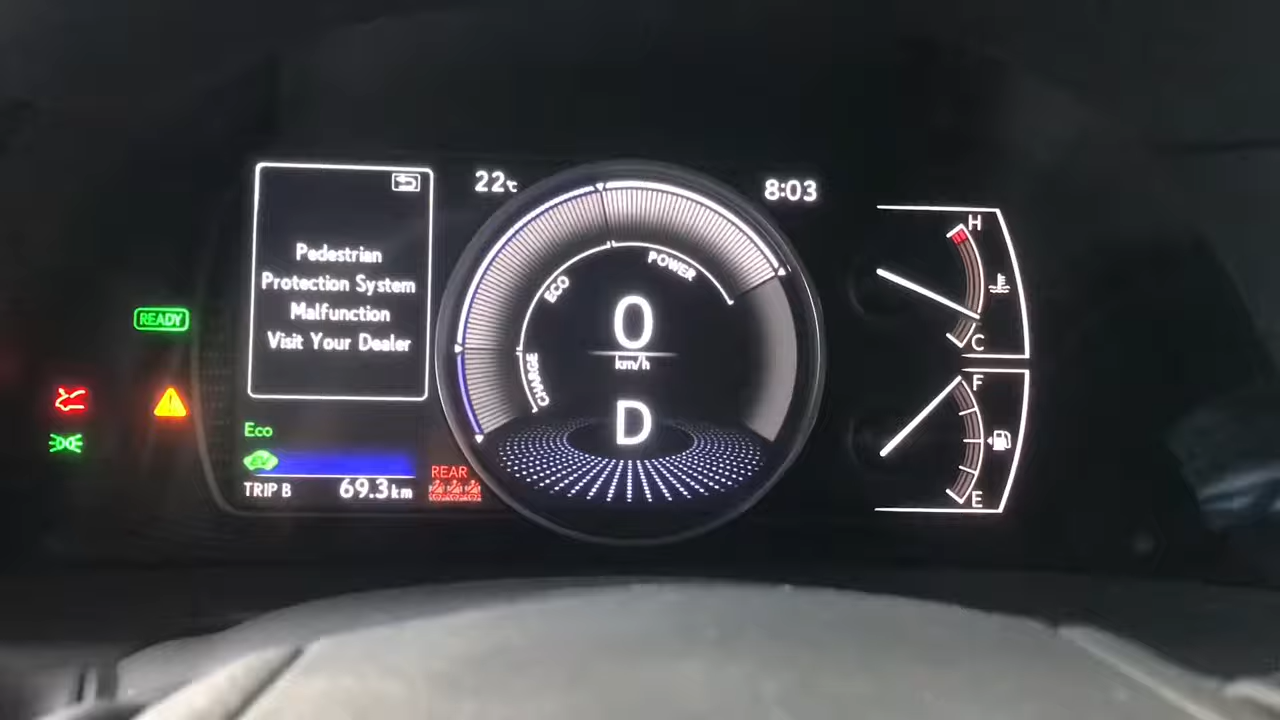 22°C
8:03
Pedestrian
Protection System
Malfunction
Visit Your Dealer
READY
Eco
EV
TRIP B 69.3 km
REAR
CHARGE
ECO
POWER
0
km/h
D
H
C
F
E